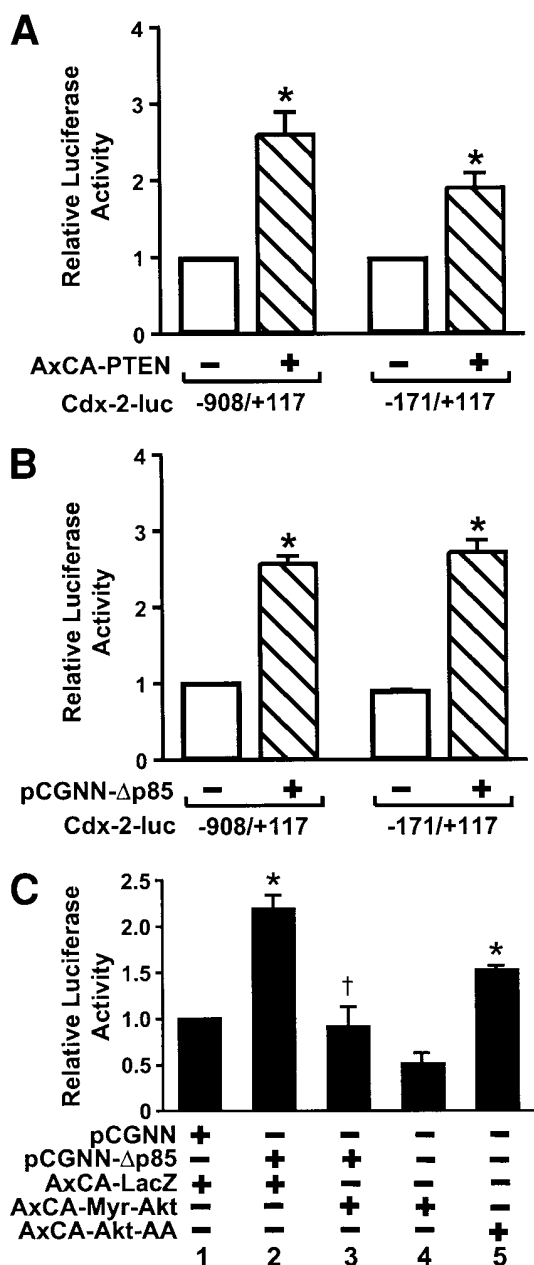 A
Relative Luciferase
Activity
4
3
2
1
0
*
*
AxCA-PTEN − + − +
Cdx-2-luc -908/+117 -171/+117
B
Relative Luciferase
Activity
4
3
2
1
0
*
*
pCGNN-Δp85 − + − +
Cdx-2-luc -908/+117 -171/+117
C
Relative Luciferase
Activity
2.5
2.0
1.5
1.0
0.5
0
*
†
*
pCGNN + − − − −
pCGNN-Δp85 − + + − −
AxCA-LacZ + + − − −
AxCA-Myr-Akt − − + + −
AxCA-Akt-AA − − − − +
1 2 3 4 5